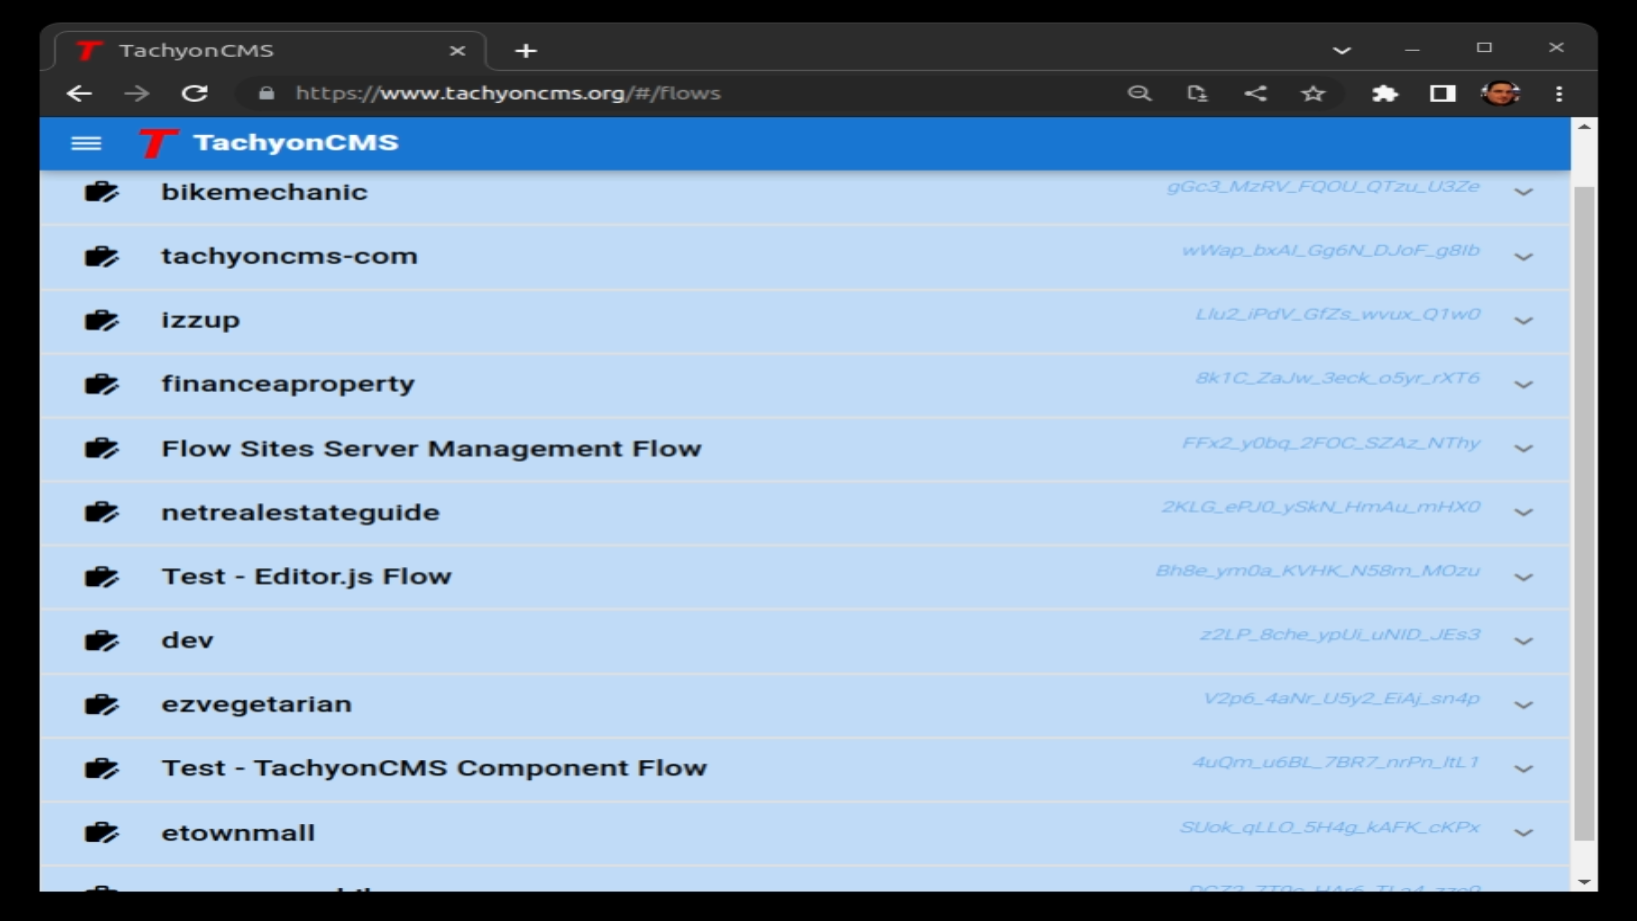 T TachyonCMS
https://www.tachyoncms.org/#/flows
T TachyonCMS
bikemechanic gGc3_MzRV_FQOU_QTzu_U3Ze
tachyoncms-com wWap_bxAI_Gg6N_DJoF_g8Ib
izzup Llu2_iPdV_GfZs_wvux_Q1w0
financeaproperty 8k1C_ZaJw_3eck_o5yr_rXT6
Flow Sites Server Management Flow FFx2_y0bq_2FOC_SZAz_NThy
netrealestateguide 2KLG_ePJ0_ySkN_HmAu_mHX0
Test - Editor.js Flow Bh8e_ym0a_KVHK_N58m_MOzu
dev z2LP_8che_ypUi_uNID_JEs3
ezvegetarian V2p6_4aNr_U5y2_EiAj_sn4p
Test - TachyonCMS Component Flow 4uQm_u6BL_7BR7_nrPn_ltL1
etownmall SUok_qLLO_5H4g_kAFK_cKPx